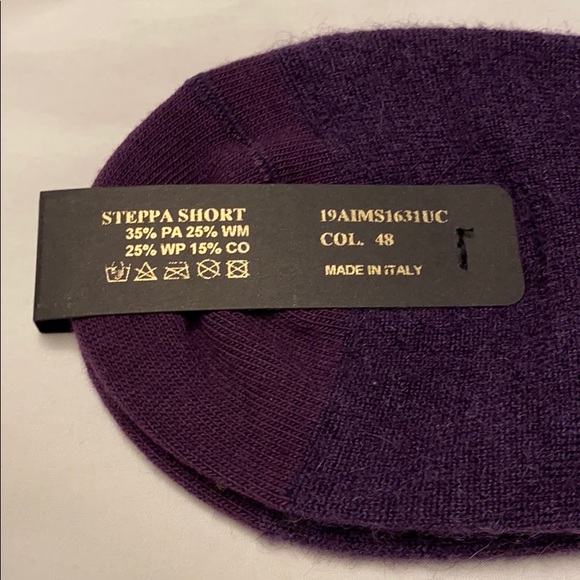 STEPPA SHORT
35% PA 25% WM
25% WP 15% CO
19AIMS1631UC
COL. 48
MADE IN ITALY